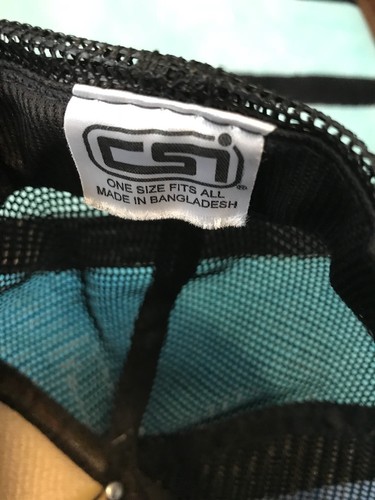 CSi
ONE SIZE FITS ALL
MADE IN BANGLADESH